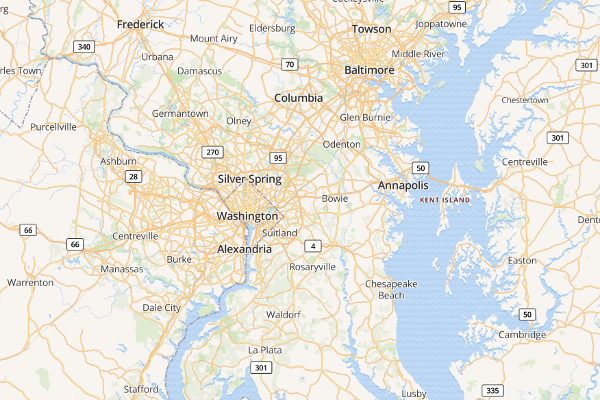 Cockeysville
95
Frederick
Eldersburg
Towson
Joppatowne
340
Mount Airy
Middle River
Urbana
70
Baltimore
301
Damascus
Columbia
Chestertown
Germantown
Olney
Glen Burnie
Purcellville
301
Odenton
270
95
Ashburn
50
Centreville
28
Silver Spring
Annapolis
Bowie
KENT ISLAND
Washington
66
Centreville
Suitland
66
4
Alexandria
Burke
Easton
Manassas
Rosaryville
Warrenton
Chesapeake
Beach
Dale City
Waldorf
50
Cambridge
La Plata
301
Stafford
335
Lusby